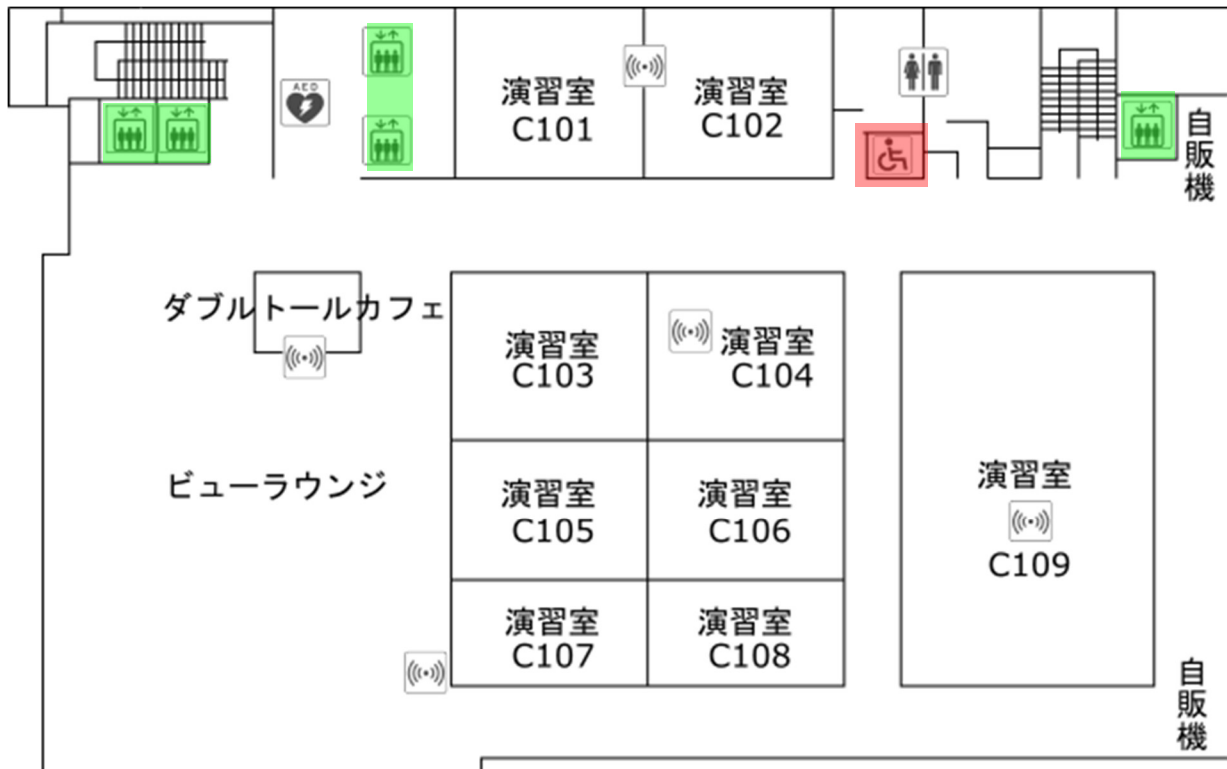 AED
演習室
C101
演習室
C102
自販機
ダブルトールカフェ
演習室
C103
演習室
C104
ビューラウンジ
演習室
C105
演習室
C106
演習室
C109
演習室
C107
演習室
C108
自販機